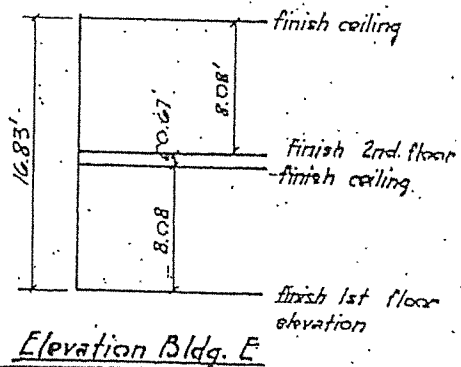 finish ceiling
16.83'
8.08'
0.67'
finish 2nd. floor
finish ceiling
8.08
finish 1st floor
elevation
Elevation Bldg. E